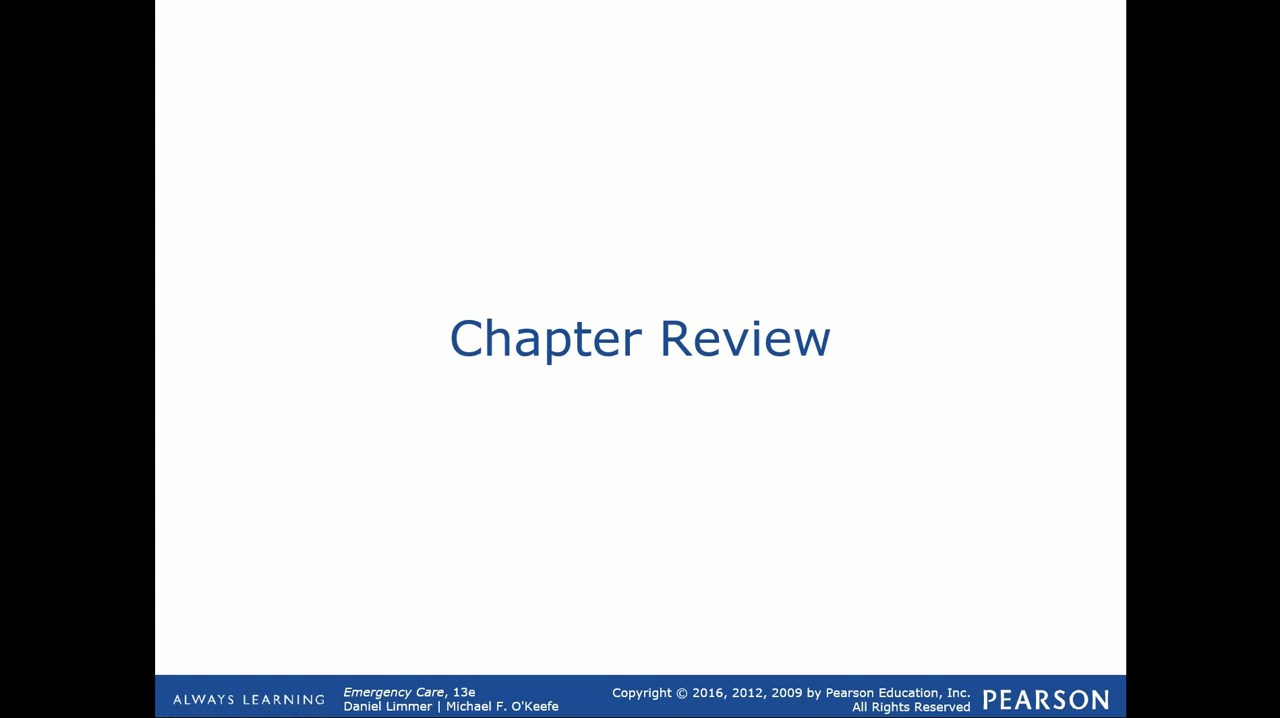 Chapter Review
ALWAYS LEARNING
Emergency Care, 13e
Daniel Limmer | Michael F. O'Keefe
Copyright © 2016, 2012, 2009 by Pearson Education, Inc.
All Rights Reserved
PEARSON